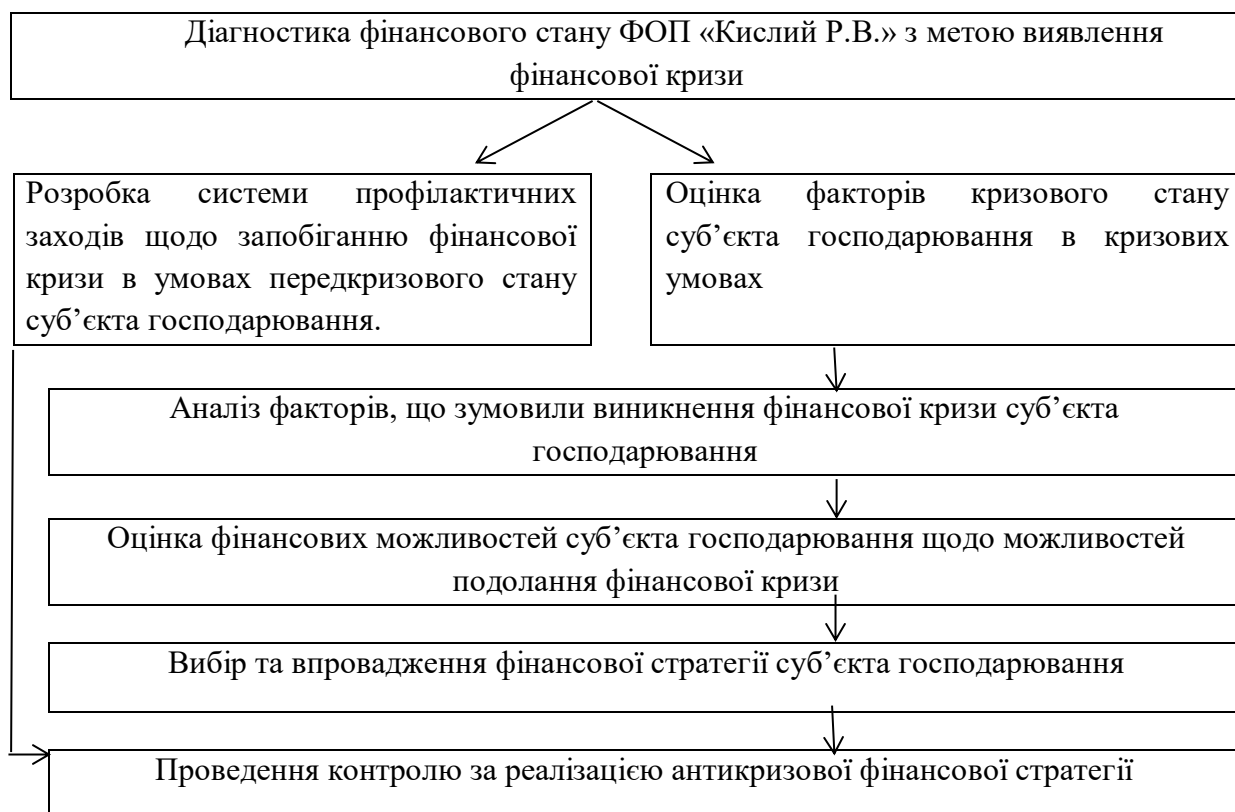 Діагностика фінансового стану ФОП «Кислий Р.В.» з метою виявлення
фінансової кризи
Розробка системи профілактичних
заходів щодо запобіганню фінансової
кризи в умовах передкризового стану
суб’єкта господарювання.
Оцінка факторів кризового стану
суб’єкта господарювання в кризових
умовах
Аналіз факторів, що зумовили виникнення фінансової кризи суб’єкта
господарювання
Оцінка фінансових можливостей суб’єкта господарювання щодо можливостей
подолання фінансової кризи
Вибір та впровадження фінансової стратегії суб’єкта господарювання
Проведення контролю за реалізацією антикризової фінансової стратегії